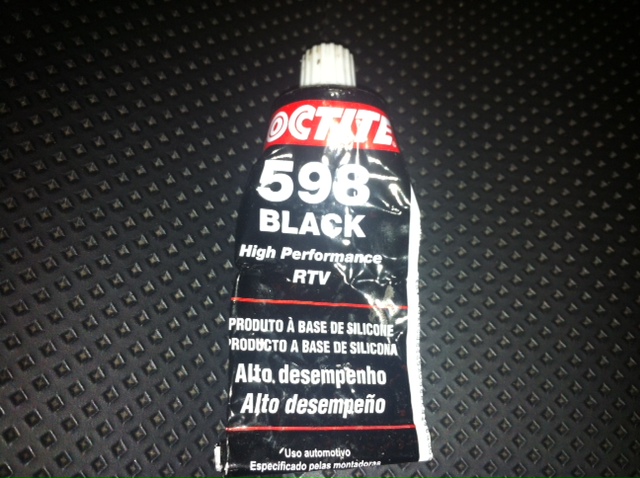 LOCTITE
598
BLACK
High Performance
RTV
PRODUTO À BASE DE SILICONE
PRODUCTO A BASE DE SILICONA
Alto desempenho
Alto desempeño
Uso automotivo
Especificado pelas montadoras